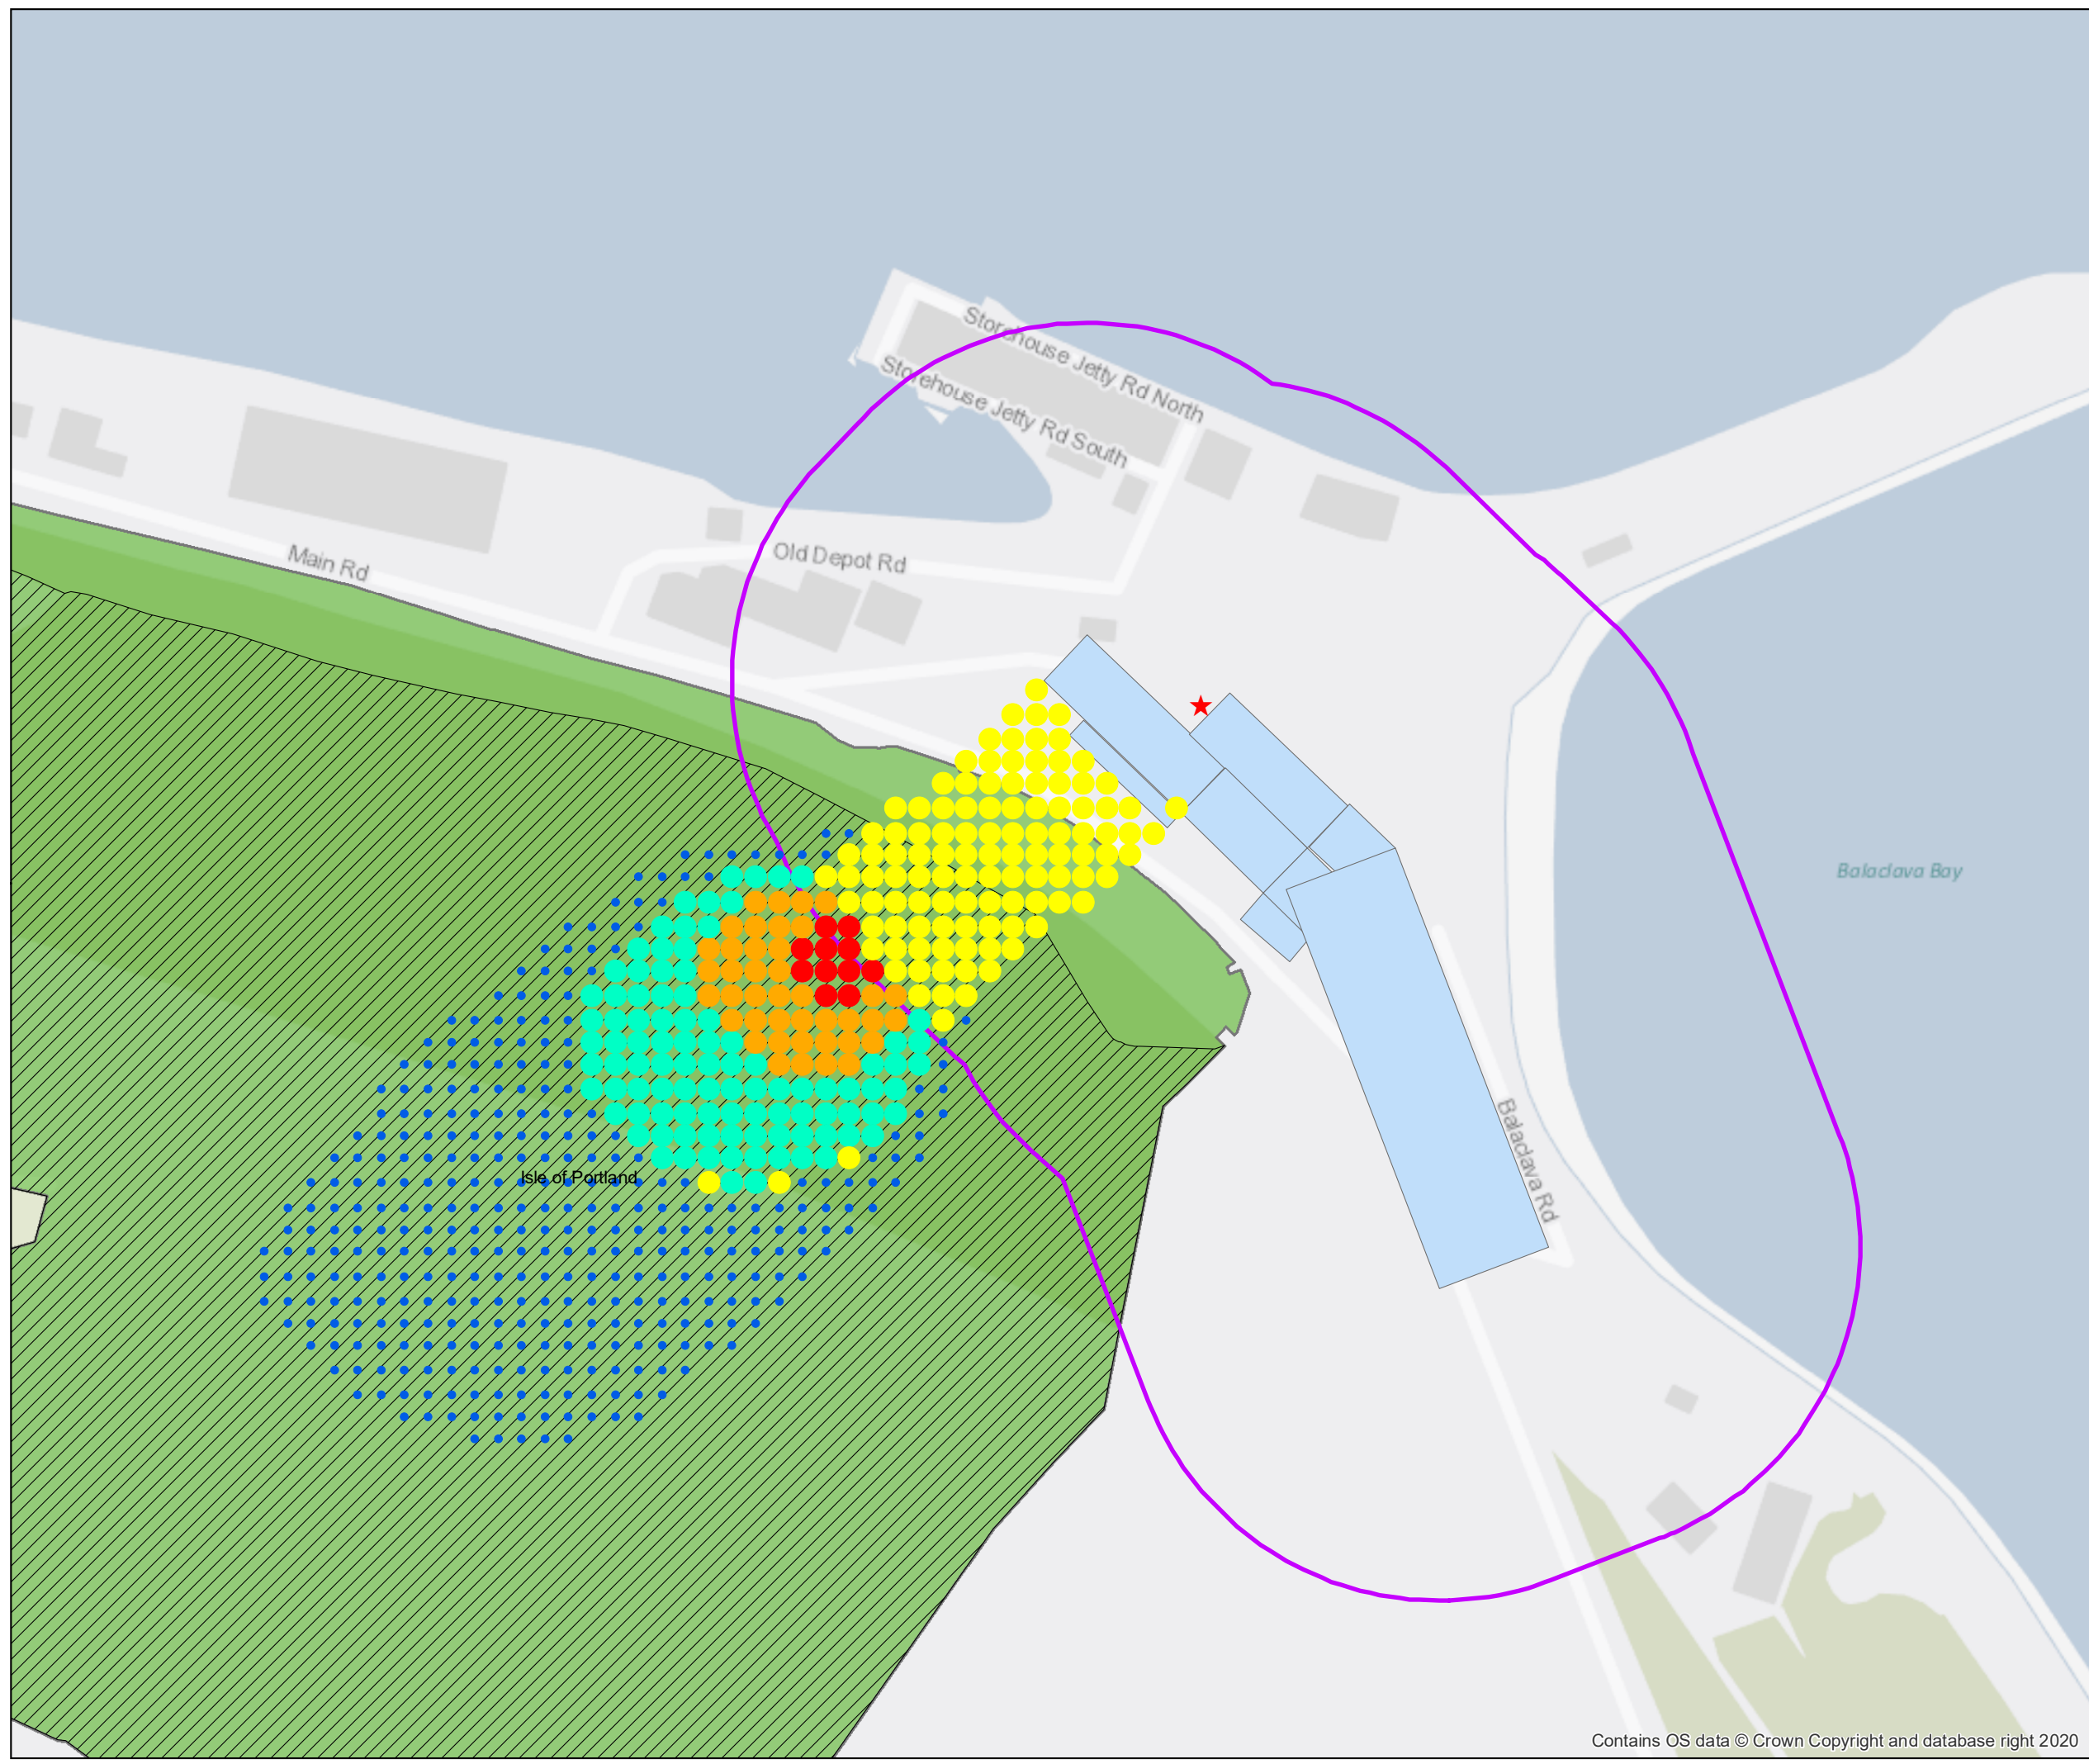 Storehouse Jetty Rd North
Storehouse Jetty Rd South
Main Rd
Old Depot Rd
Balaclava Bay
Balaclava Rd
Isle of Portland
Contains OS data © Crown Copyright and database right 2020